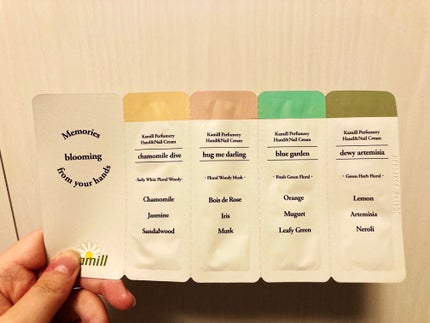 Memories
blooming
from your hands
Kamill
Kamill Perfumery
Hand&Nail Cream
chamomile dive
Kamill Perfumery
Hand&Nail Cream
hug me darling
· Floral Woody Musk ·
Bois de Rose
Iris
Musk
Kamill Perfumery
Hand&Nail Cream
blue garden
· Fresh Green Floral ·
Orange
Muguet
Leafy Green
Kamill Perfumery
Hand&Nail Cream
dewy artemisia
· Green Herb Floral ·
Lemon
Artemisia
Neroli
White Floral Woody·
Chamomile
Jasmine
Sandalwood